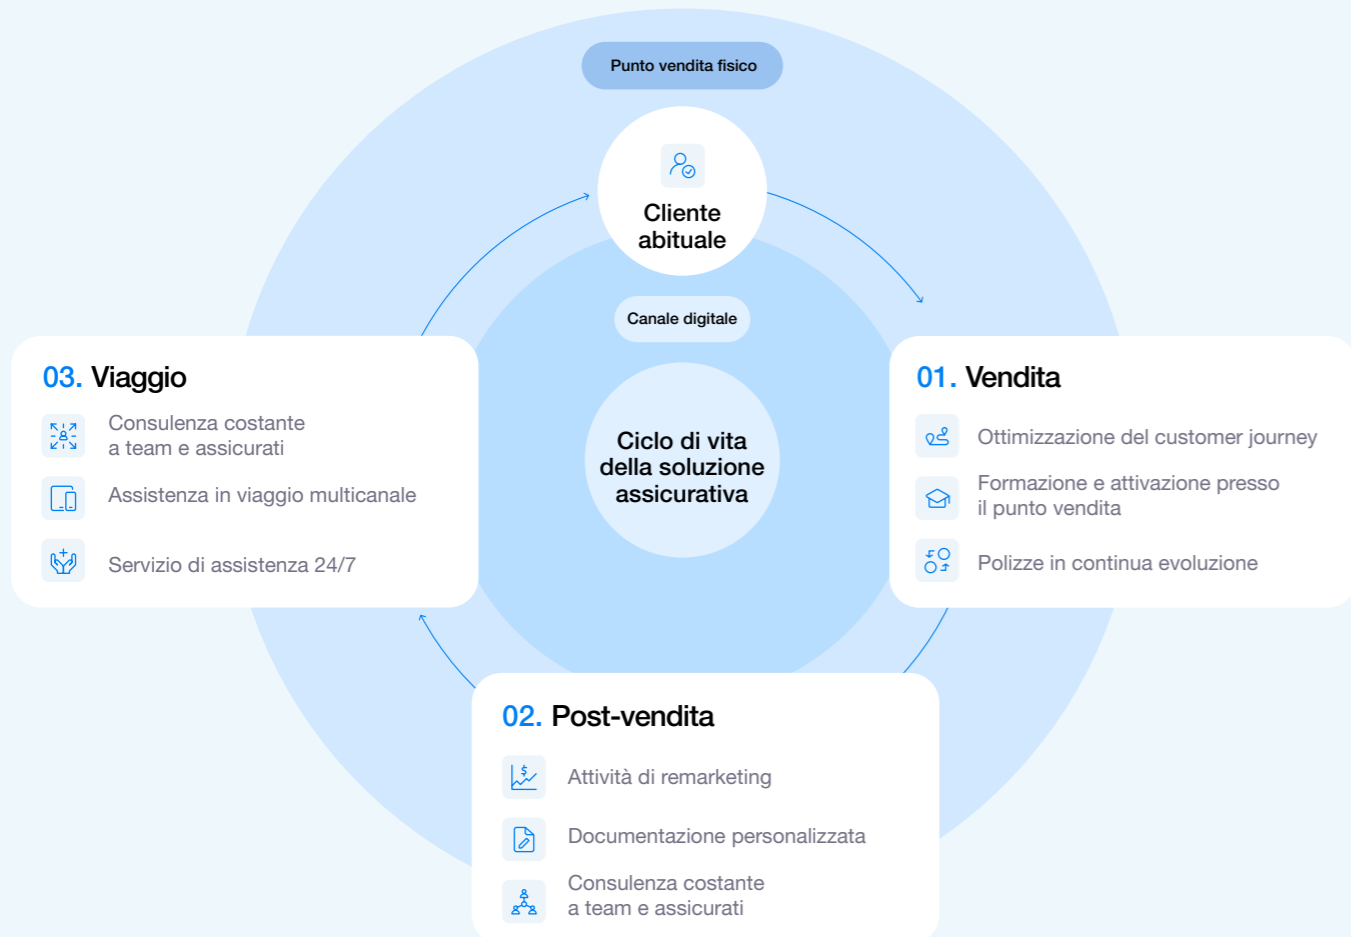 Punto vendita fisico
Cliente
abituale
Canale digitale
Ciclo di vita
della soluzione
assicurativa
01. Vendita
Ottimizzazione del customer journey
Formazione e attivazione presso
il punto vendita
Polizze in continua evoluzione
02. Post-vendita
$
Attività di remarketing
Documentazione personalizzata
Consulenza costante
a team e assicurati
03. Viaggio
Consulenza costante
a team e assicurati
Assistenza in viaggio multicanale
Servizio di assistenza 24/7